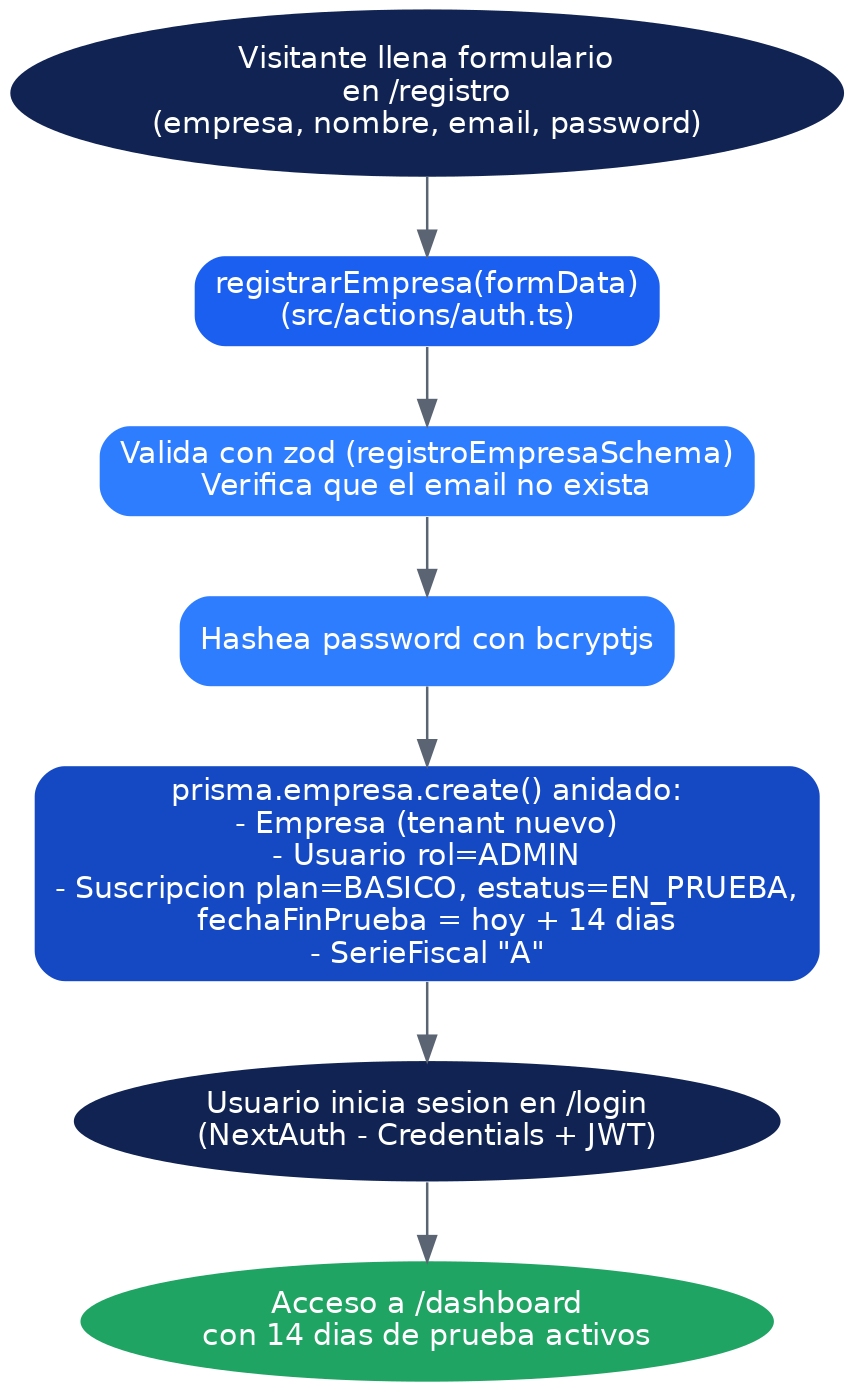 Visitante llena formulario
en /registro
(empresa, nombre, email, password)
registrarEmpresa(formData)
(src/actions/auth.ts)
Valida con zod (registroEmpresaSchema)
Verifica que el email no exista
Hashea password con bcryptjs
prisma.empresa.create() anidado:
- Empresa (tenant nuevo)
- Usuario rol=ADMIN
- Suscripcion plan=BASICO, estatus=EN_PRUEBA,
fechaFinPrueba = hoy + 14 dias
- SerieFiscal "A"
Usuario inicia sesion en /login
(NextAuth - Credentials + JWT)
Acceso a /dashboard
con 14 dias de prueba activos